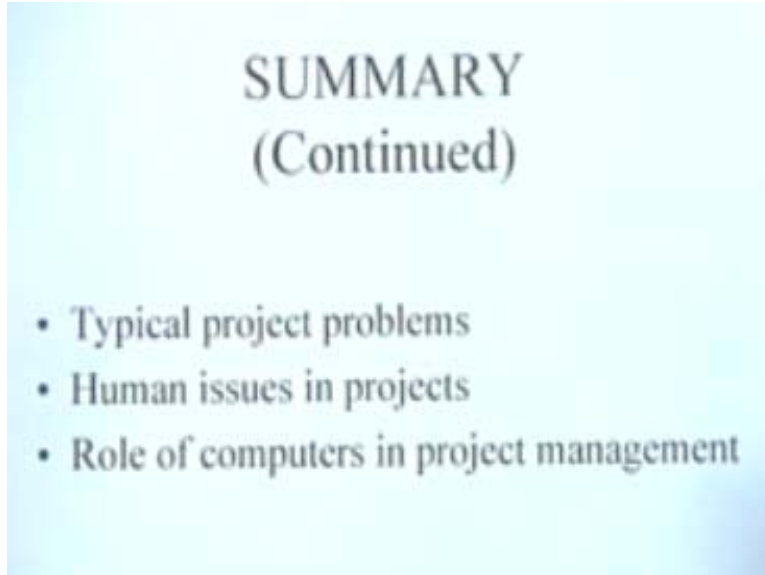 SUMMARY
(Continued)
• Typical project problems
• Human issues in projects
• Role of computers in project management